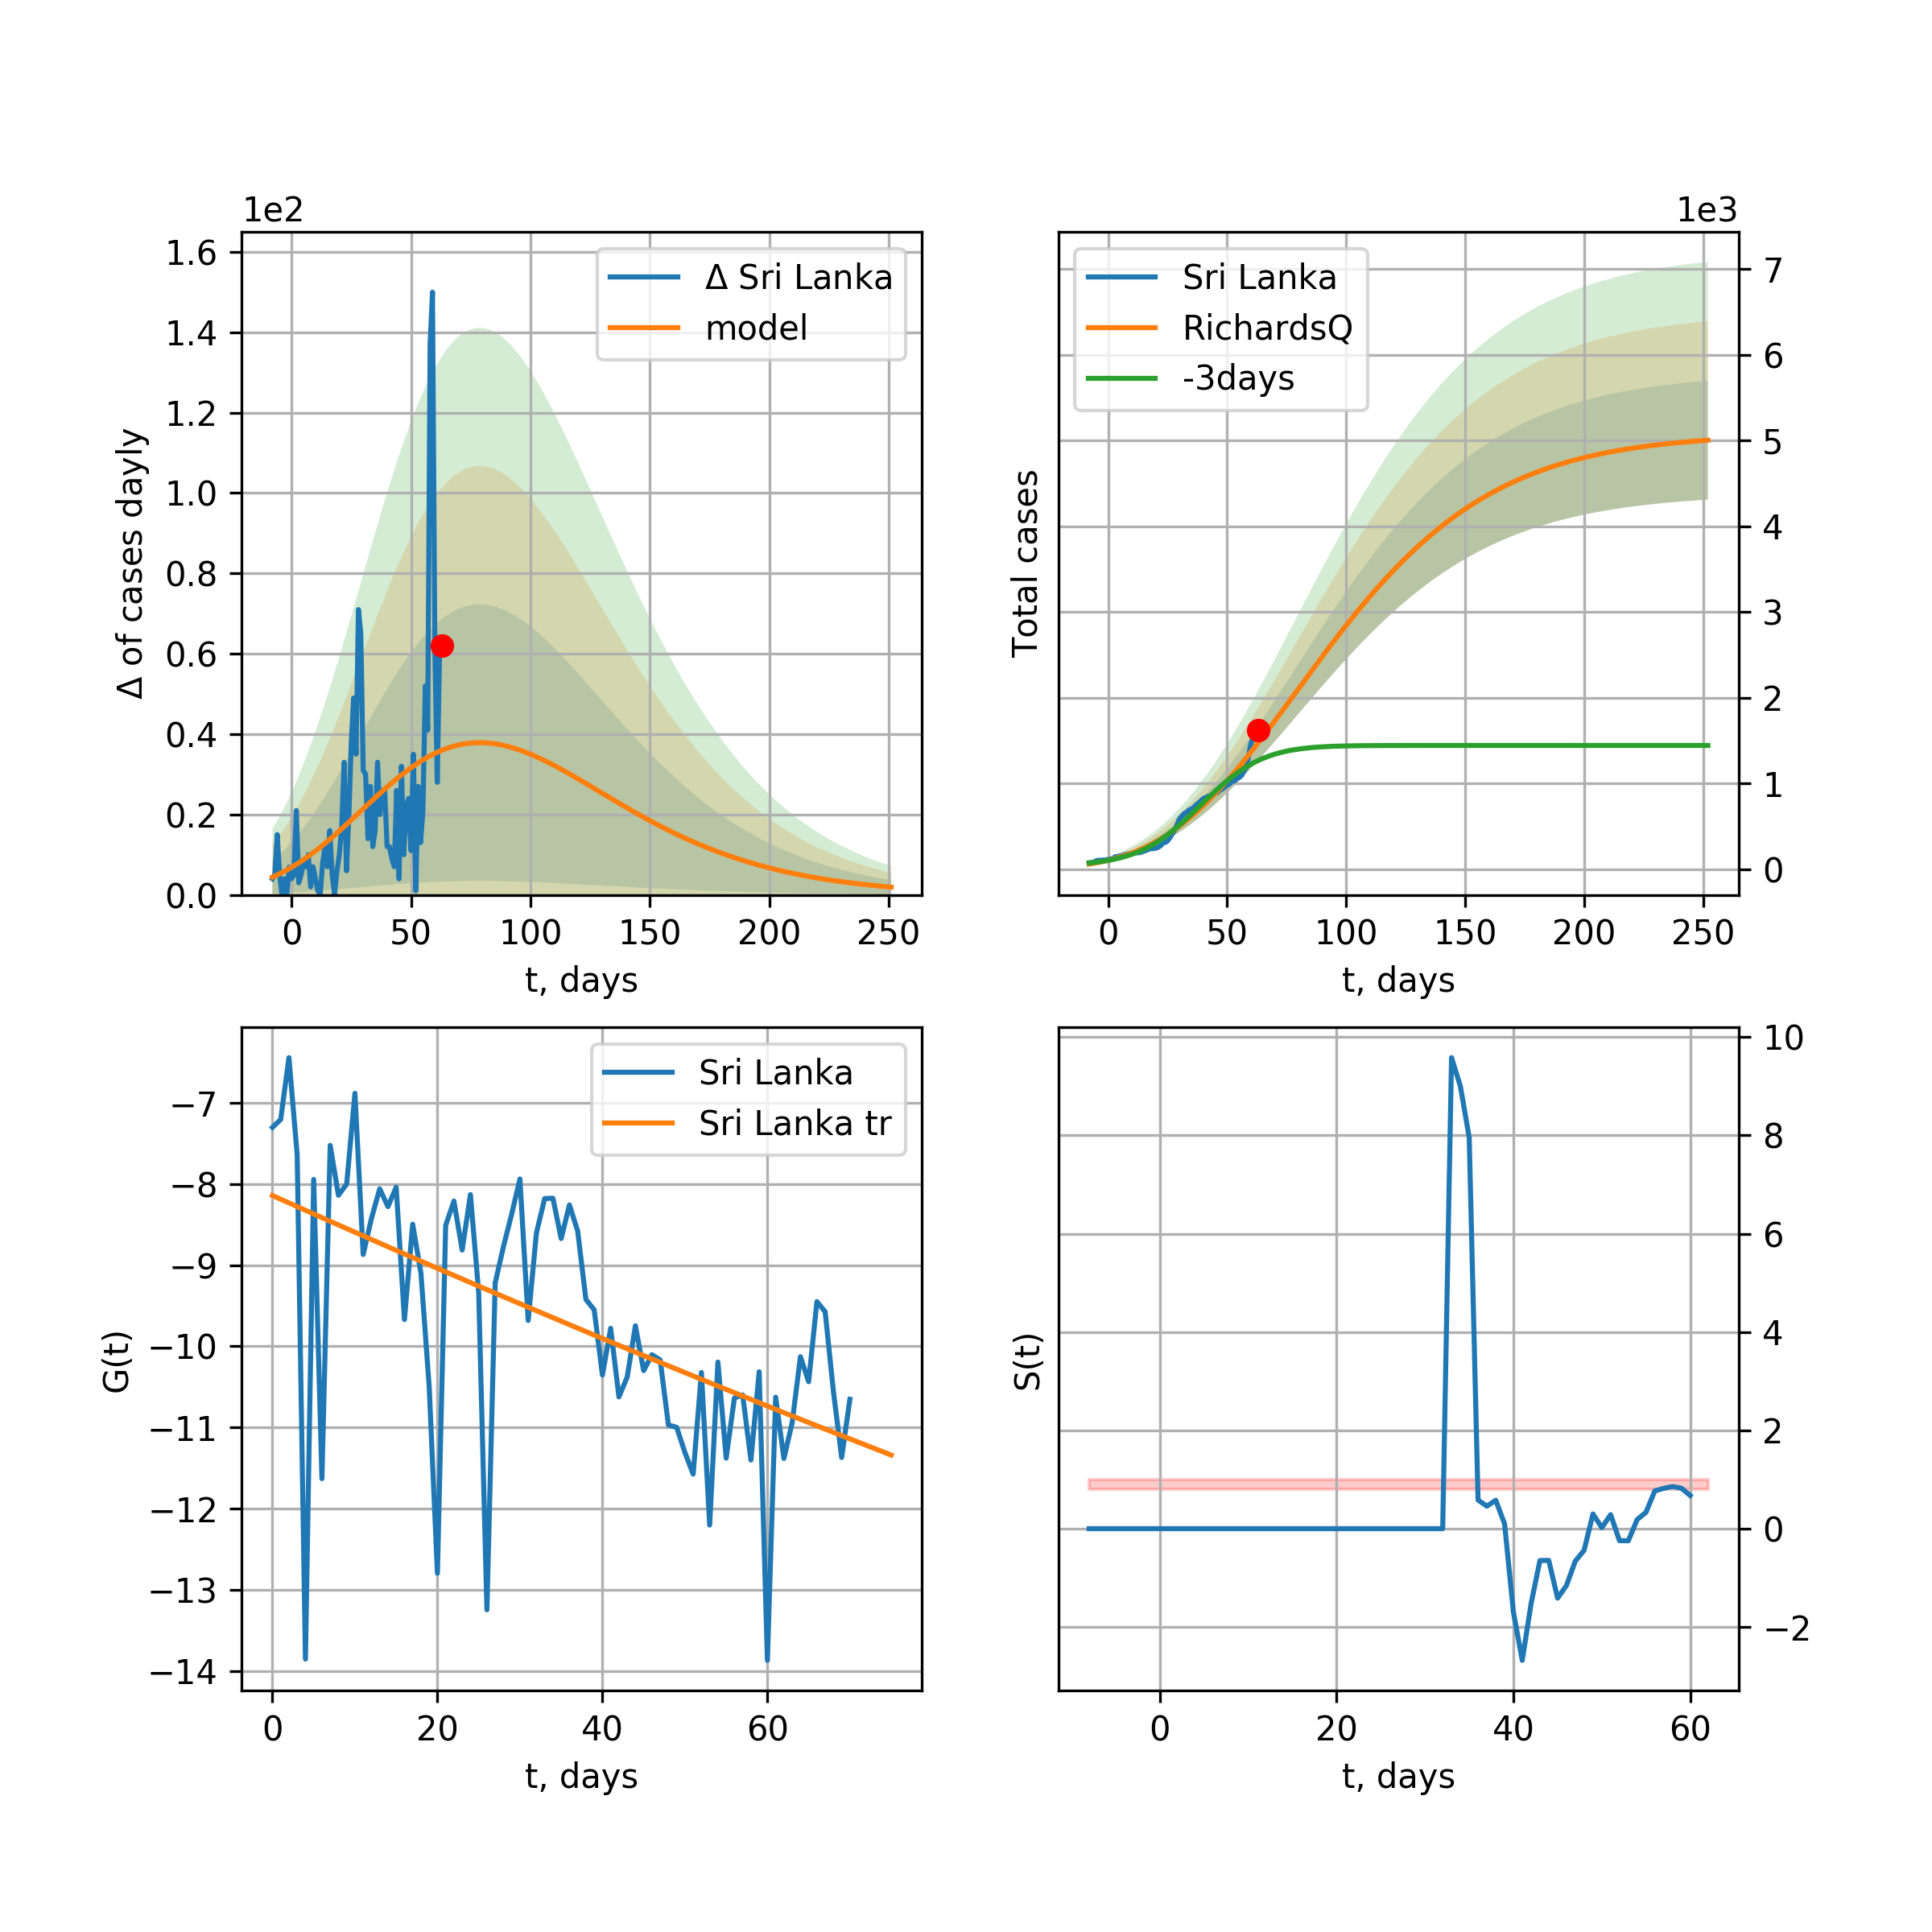 1e2
1.6
1.4
1.2
1.0
0.8
0.6
0.4
0.2
0.0
Δ of cases dayly
0 50 100 150 200 250
t, days
Δ Sri Lanka
model
1e3
Sri Lanka
RichardsQ
-3days
Total cases
7
6
5
4
3
2
1
0
0 50 100 150 200 250
t, days
Sri Lanka
Sri Lanka tr
G(t)
−7
−8
−9
−10
−11
−12
−13
−14
0 20 40 60
t, days
S(t)
10
8
6
4
2
0
−2
0 20 40 60
t, days